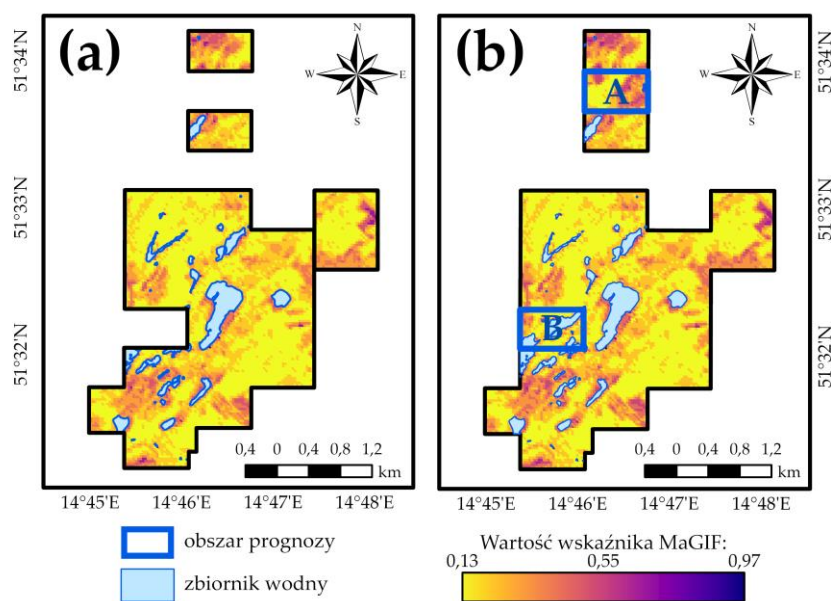 (a)
N
W E
S
51°34'N
51°33'N
51°32'N
0,4 0 0,4 0,8 1,2
km
14°45'E 14°46'E 14°47'E 14°48'E
(b)
N
W E
S
A
B
51°34'N
51°33'N
51°32'N
0,4 0 0,4 0,8 1,2
km
14°45'E 14°46'E 14°47'E 14°48'E
obszar prognozy
zbiornik wodny
Wartość wskaźnika MaGIF:
0,13 0,55 0,97